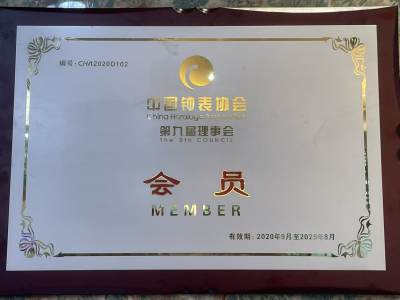 编号: CHA2020D102
中国钟表协会
China Horologe Association
第九届理事会
the 9th COUNCIL
会员
MEMBER
有效期: 2020年9月至2025年8月